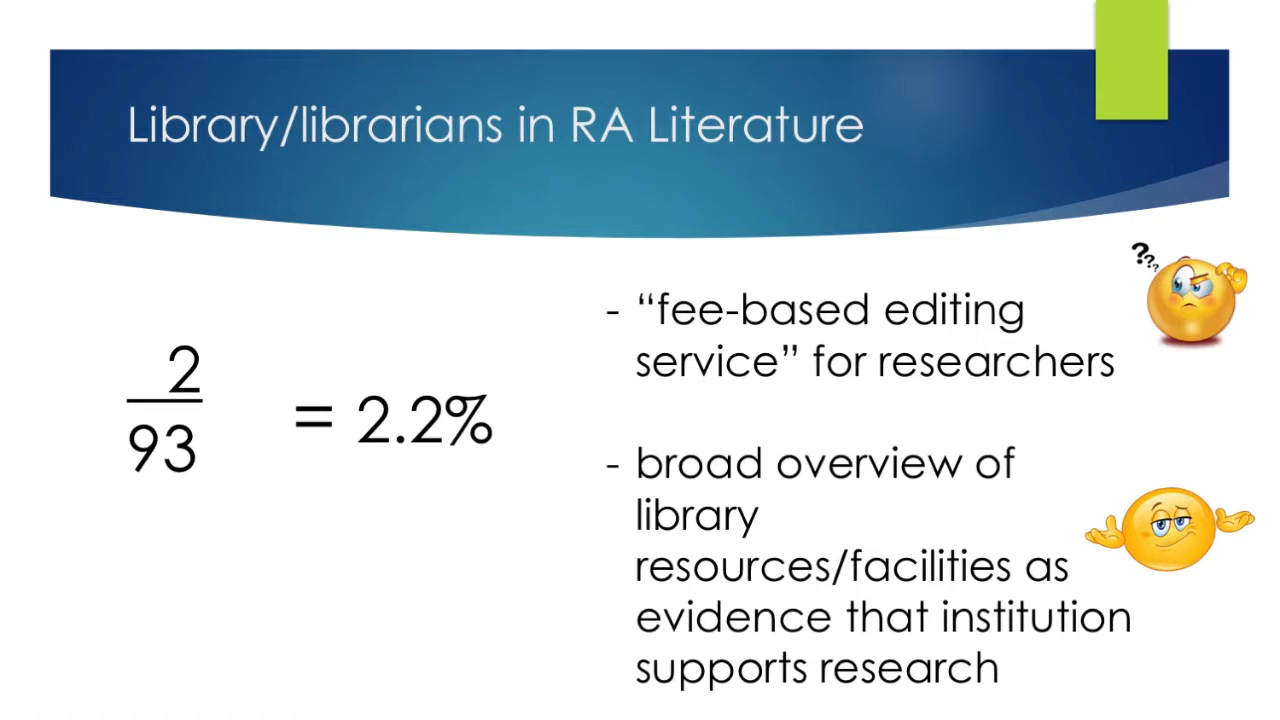 Library/librarians in RA Literature
2
93
= 2.2%
- “fee-based editing
service” for researchers
- broad overview of
library
resources/facilities as
evidence that institution
supports research
???